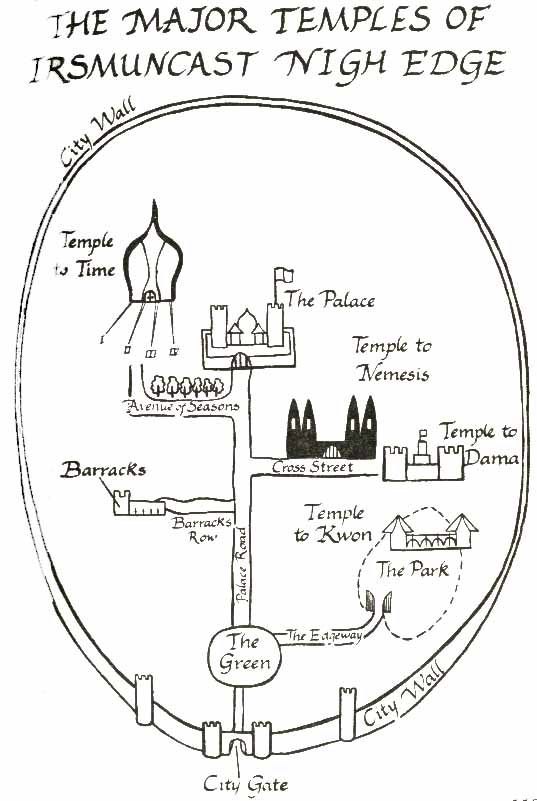 THE MAJOR TEMPLES OF
IRSMUNCAST NIGH EDGE
City Wall
Temple
to Time
I
II
III
IV
The Palace
Temple to
Nemesis
Avenue of Seasons
Temple to
Dama
Cross Street
Barracks
Barracks
Row
Temple
to Kwon
The Park
Palace Road
The Edgeway
The
Green
City Wall
City Gate